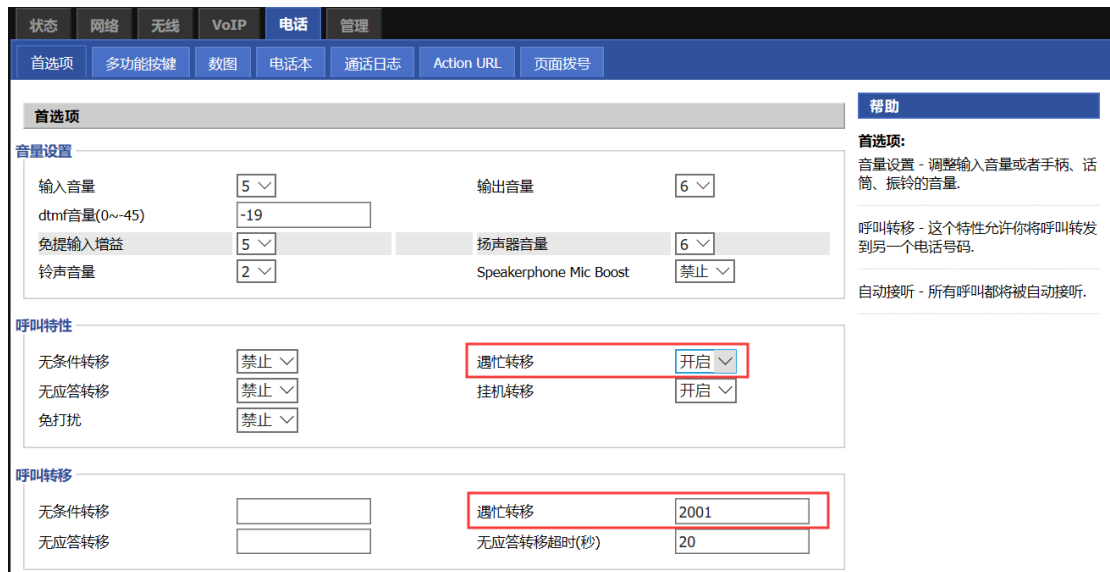 状态 网络 无线 VoIP 电话 管理
首选项 多功能按键 数图 电话本 通话日志 Action URL 页面拨号
首选项
音量设置
输入音量 5 输出音量 6
dtmf音量(0~-45) -19
免提输入增益 5 扬声器音量 6
铃声音量 2 Speakerphone Mic Boost 禁止
呼叫特性
无条件转移 禁止 遇忙转移 开启
无应答转移 禁止 挂机转移 开启
免打扰 禁止
呼叫转移
无条件转移 遇忙转移 2001
无应答转移 无应答转移超时(秒) 20
帮助
首选项:
音量设置 - 调整输入音量或者手柄、话
筒、振铃的音量.
呼叫转移 - 这个特性允许你将呼叫转发
到另一个电话号码.
自动接听 - 所有呼叫都将被自动接听.